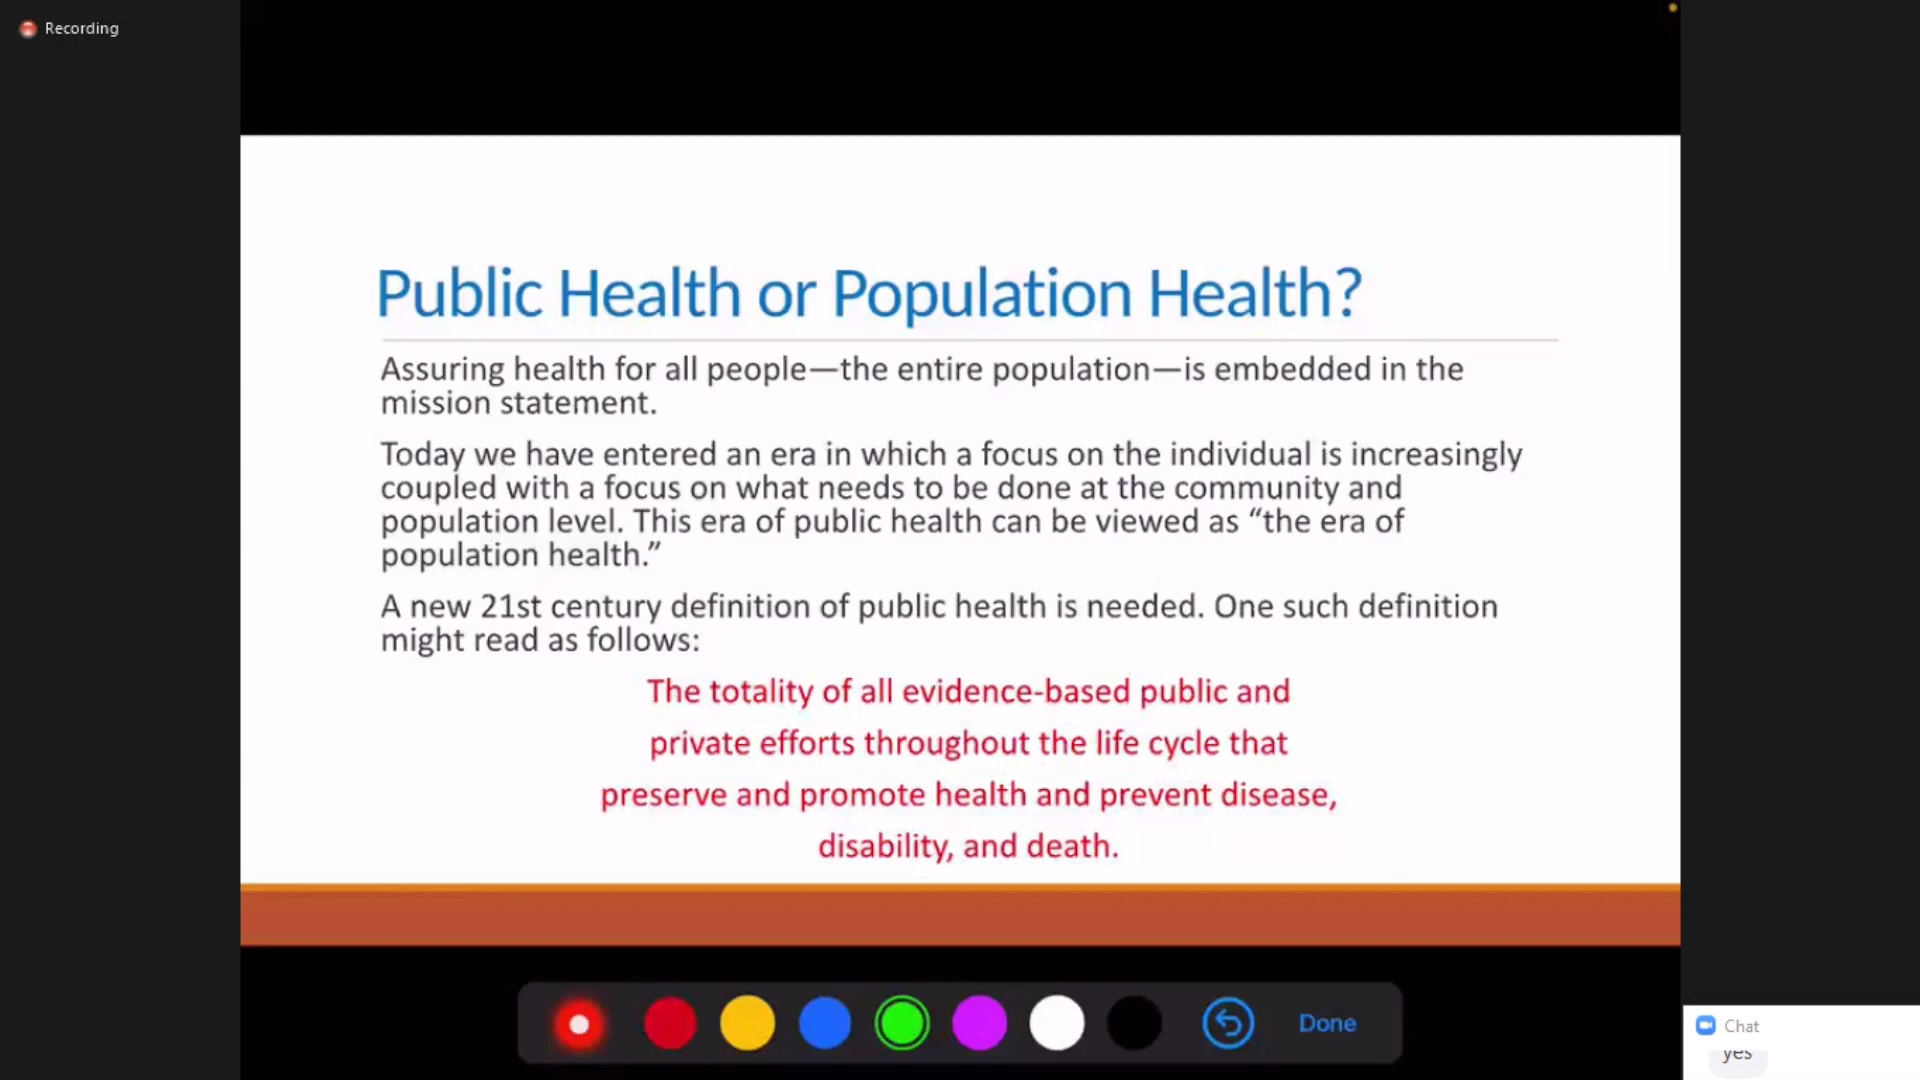 Recording
Public Health or Population Health?
Assuring health for all people—the entire population—is embedded in the
mission statement.
Today we have entered an era in which a focus on the individual is increasingly
coupled with a focus on what needs to be done at the community and
population level. This era of public health can be viewed as “the era of
population health.”
A new 21st century definition of public health is needed. One such definition
might read as follows:
The totality of all evidence-based public and
private efforts throughout the life cycle that
preserve and promote health and prevent disease,
disability, and death.
Done
Chat
yes